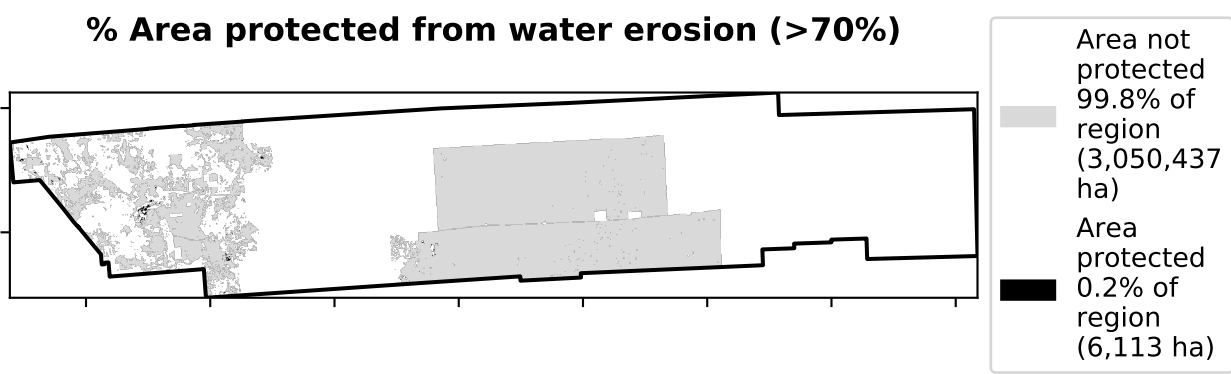 % Area protected from water erosion (>70%)
Area not
protected
99.8% of
region
(3,050,437
ha)
Area
protected
0.2% of
region
(6,113 ha)